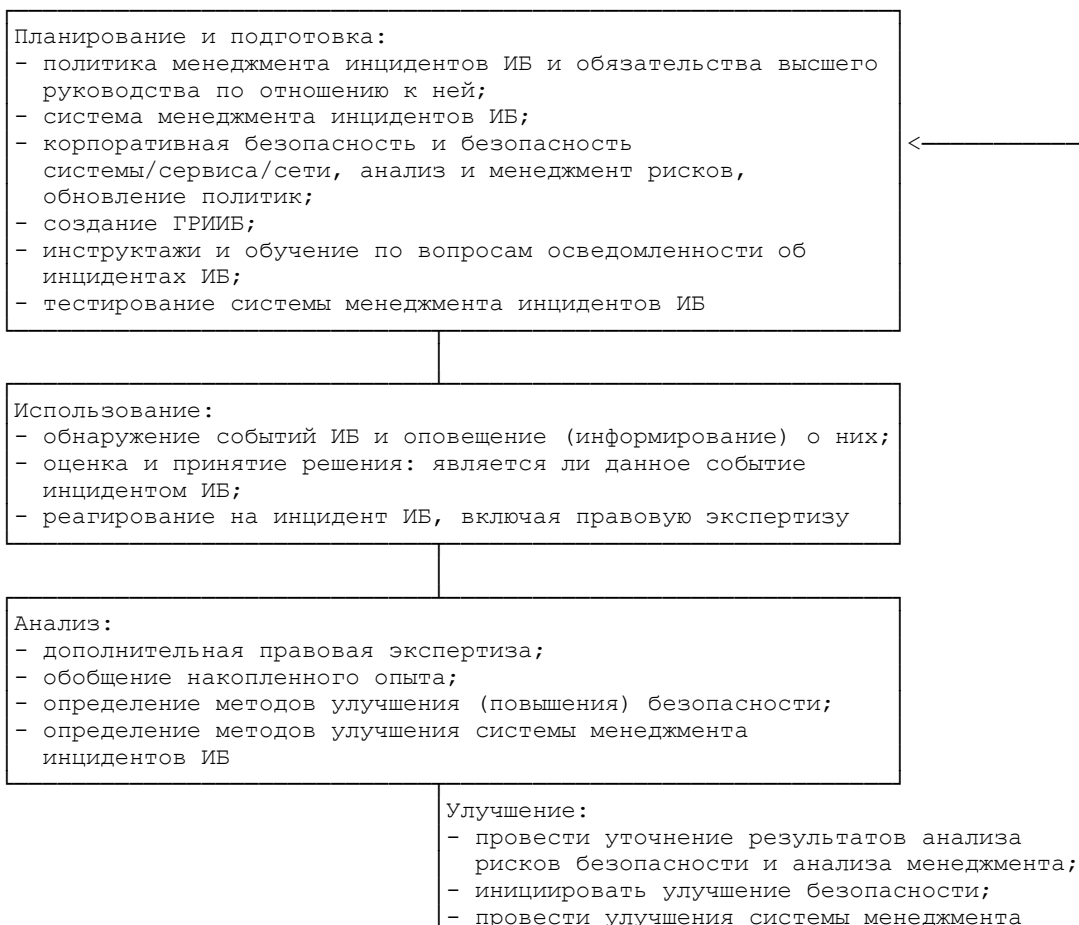 Планирование и подготовка:
- политика менеджмента инцидентов ИБ и обязательства высшего
руководства по отношению к ней;
- система менеджмента инцидентов ИБ;
- корпоративная безопасность и безопасность
системы/сервиса/сети, анализ и менеджмент рисков,
обновление политик;
- создание ГРИИБ;
- инструктажи и обучение по вопросам осведомленности об
инцидентах ИБ;
- тестирование системы менеджмента инцидентов ИБ
Использование:
- обнаружение событий ИБ и оповещение (информирование) о них;
- оценка и принятие решения: является ли данное событие
инцидентом ИБ;
- реагирование на инцидент ИБ, включая правовую экспертизу
Анализ:
- дополнительная правовая экспертиза;
- обобщение накопленного опыта;
- определение методов улучшения (повышения) безопасности;
- определение методов улучшения системы менеджмента
инцидентов ИБ
Улучшение:
- провести уточнение результатов анализа
рисков безопасности и анализа менеджмента;
- инициировать улучшение безопасности;
- провести улучшения системы менеджмента